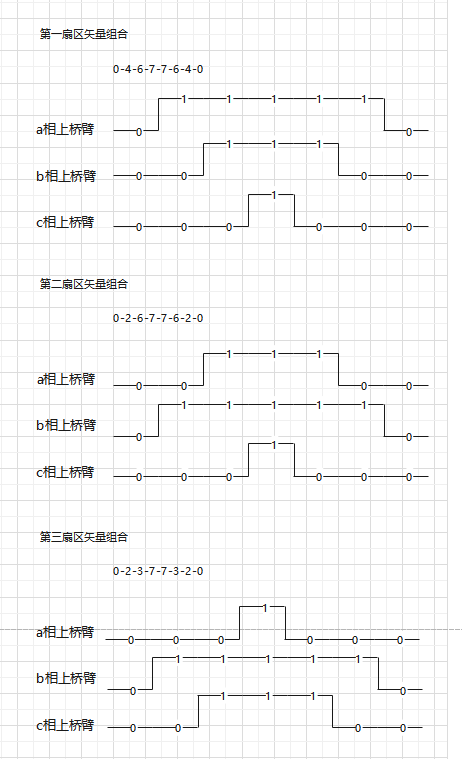 第一扇区矢量组合
0-4-6-7-7-6-4-0
a相上桥臂 0 1 1 1 1 1 0
b相上桥臂 0 0 1 1 1 0 0
c相上桥臂 0 0 0 1 0 0 0
第二扇区矢量组合
0-2-6-7-7-6-2-0
a相上桥臂 0 0 1 1 1 0 0
b相上桥臂 0 1 1 1 1 1 0
c相上桥臂 0 0 0 1 0 0 0
第三扇区矢量组合
0-2-3-7-7-3-2-0
a相上桥臂 0 0 0 1 0 0 0
b相上桥臂 0 1 1 1 1 1 0
c相上桥臂 0 0 1 1 1 0 0